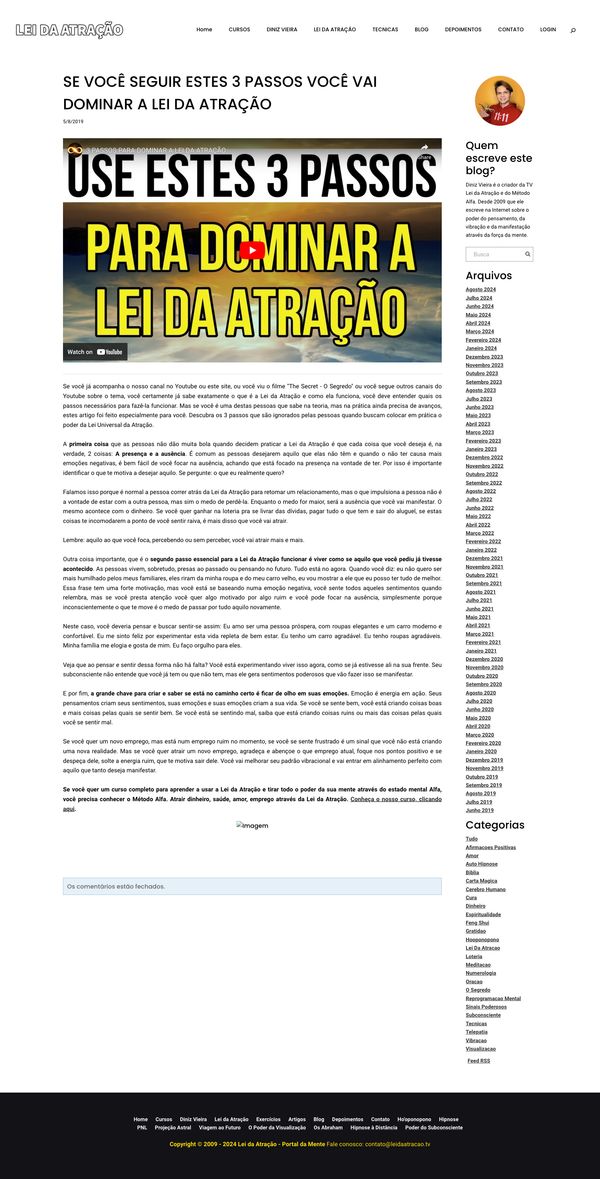 LEI DA ATRAÇÃO
Home CURSOS DINIZ VIEIRA LEI DA ATRAÇÃO TECNICAS BLOG DEPOIMENTOS CONTATO LOGIN
SE VOCÊ SEGUIR ESTES 3 PASSOS VOCÊ VAI
DOMINAR A LEI DA ATRAÇÃO
5/8/2019
3 PASSOS PARA DOMINAR A LEI DA ATRAÇÃO
Share
USE ESTES 3 PASSOS
PARA DOMINAR A
LEI DA ATRAÇÃO
Watch on YouTube
Se você já acompanha o nosso canal no Youtube ou este site, ou você viu o filme "The Secret - O Segredo" ou você segue outros canais do
Youtube sobre o tema, você certamente já sabe exatamente o que é a Lei da Atração e como ela funciona, você deve entender quais os
passos necessários para fazê-la funcionar. Mas se você é uma destas pessoas que sabe na teoria, mas na prática ainda precisa de avanços,
estes artigo foi feito especialmente para você. Descubra os 3 passos que são ignorados pelas pessoas quando buscam colocar em prática o
poder da Lei Universal da Atração.
A primeira coisa que as pessoas não dão muita bola quando decidem praticar a Lei da Atração é que cada coisa que você deseja é, na
verdade, 2 coisas: A presença e a ausência. É comum as pessoas desejarem aquilo que elas não têm e quando o não ter causa mais
emoções negativas, é bem fácil de você focar na ausência, achando que está focado na presença na vontade de ter. Por isso é importante
identificar o que te motiva a desejar aquilo. Se pergunte: o que eu realmente quero?
Falamos isso porque é normal a pessoa correr atrás da Lei da Atração para retomar um relacionamento, mas o que impulsiona a pessoa não é
a vontade de estar com a outra pessoa, mas sim o medo de perdê-la. Enquanto o medo for maior, será a ausência que você vai manifestar. O
mesmo acontece com o dinheiro. Se você quer ganhar na loteria pra se livrar das dívidas, pagar tudo o que tem e sair do aluguel, se estas
coisas te incomodarem a ponto de você sentir raiva, é mais disso que você vai atrair.
Lembre: aquilo ao que você foca, percebendo ou sem perceber, você vai atrair mais e mais.
Outra coisa importante, que é o segundo passo essencial para a Lei da Atração funcionar é viver como se aquilo que você pediu já tivesse
acontecido. As pessoas vivem, sobretudo, presas ao passado ou pensando no futuro. Tudo está no agora. Quando você diz: eu não quero ser
mais humilhado pelos meus familiares, eles riram da minha roupa e do meu carro velho, eu vou mostrar a ele que eu posso ter tudo de melhor.
Essa frase tem uma forte motivação, mas você está se baseando numa emoção negativa, você sente todos aqueles sentimentos quando
relembra, mas se você presta atenção você quer algo motivado por algo ruim e você pode focar na ausência, simplesmente porque
inconscientemente o que te move é o medo de passar por tudo aquilo novamente.
Neste caso, você deveria pensar e buscar sentir-se assim: Eu amo ser uma pessoa próspera, com roupas elegantes e um carro moderno e
confortável. Eu me sinto feliz por experimentar esta vida repleta de bem estar. Eu tenho um carro agradável. Eu tenho roupas agradáveis.
Minha família me elogia e gosta de mim. Eu faço orgulho para eles.
Veja que ao pensar e sentir dessa forma não há falta? Você está experimentando viver isso agora, como se já estivesse ali na sua frente. Seu
subconsciente não entende que você já tem ou que não tem, mas ele gera sentimentos poderosos que vão fazer isso se manifestar.
E por fim, a grande chave para criar e saber se está no caminho certo é ficar de olho em suas emoções. Emoção é energia em ação. Seus
pensamentos criam seus sentimentos, suas emoções e suas emoções criam a sua vida. Se você se sente bem, você está criando coisas boas
e mais coisas pelas quais se sentir bem. Se você está se sentindo mal, saiba que está criando coisas ruins ou mais das coisas pelas quais
você se sentir mal.
Se você quer um novo emprego, mas está num emprego ruim no momento, se você se sente frustrado é um sinal que você não está criando
uma nova realidade. Mas se você quer atrair um novo emprego, agradeça e abençoe o que emprego atual, foque nos pontos positivo e se
despeça dele, solte a energia ruim, que te motiva sair dele. Você vai melhorar seu padrão vibracional e vai entrar em alinhamento perfeito com
aquilo que tanto deseja manifestar.
Se você quer um curso completo para aprender a usar a Lei da Atração e tirar todo o poder da sua mente através do estado mental Alfa,
você precisa conhecer o Método Alfa. Atrair dinheiro, saúde, amor, emprego através da Lei da Atração. Conheça o nosso curso, clicando
aqui.
Imagem
Os comentários estão fechados.
11:11
Quem
escreve este
blog?
Diniz Vieira é o criador da TV
Lei da Atração e do Método
Alfa. Desde 2009 que ele
escreve na Internet sobre o
poder do pensamento, da
vibração e da manifestação
através da força da mente.
Busca
Arquivos
Agosto 2024
Julho 2024
Junho 2024
Maio 2024
Abril 2024
Março 2024
Fevereiro 2024
Janeiro 2024
Dezembro 2023
Novembro 2023
Outubro 2023
Setembro 2023
Agosto 2023
Julho 2023
Junho 2023
Maio 2023
Abril 2023
Março 2023
Fevereiro 2023
Janeiro 2023
Dezembro 2022
Novembro 2022
Outubro 2022
Setembro 2022
Agosto 2022
Julho 2022
Junho 2022
Maio 2022
Abril 2022
Março 2022
Fevereiro 2022
Janeiro 2022
Dezembro 2021
Novembro 2021
Outubro 2021
Setembro 2021
Agosto 2021
Julho 2021
Junho 2021
Maio 2021
Abril 2021
Março 2021
Fevereiro 2021
Janeiro 2021
Dezembro 2020
Novembro 2020
Outubro 2020
Setembro 2020
Agosto 2020
Julho 2020
Junho 2020
Maio 2020
Abril 2020
Março 2020
Fevereiro 2020
Janeiro 2020
Dezembro 2019
Novembro 2019
Outubro 2019
Setembro 2019
Agosto 2019
Julho 2019
Junho 2019
Categorias
Tudo
Afirmacoes Positivas
Amor
Auto Hipnose
Biblia
Carta Magica
Cerebro Humano
Cura
Dinheiro
Espiritualidade
Feng Shui
Gratidao
Hooponopono
Lei Da Atracao
Loteria
Meditacao
Numerologia
Oracao
O Segredo
Reprogramacao Mental
Sinais Poderosos
Subconsciente
Tecnicas
Telepatia
Vibracao
Visualizacao
Feed RSS
Home Cursos Diniz Vieira Lei da Atração Exercícios Artigos Blog Depoimentos Contato Ho'oponopono Hipnose
PNL Projeção Astral Viagem ao Futuro O Poder da Visualização Os Abraham Hipnose à Distância Poder do Subconsciente
Copyright © 2009 - 2024 Lei da Atração - Portal da Mente Fale conosco: contato@leidaatracao.tv